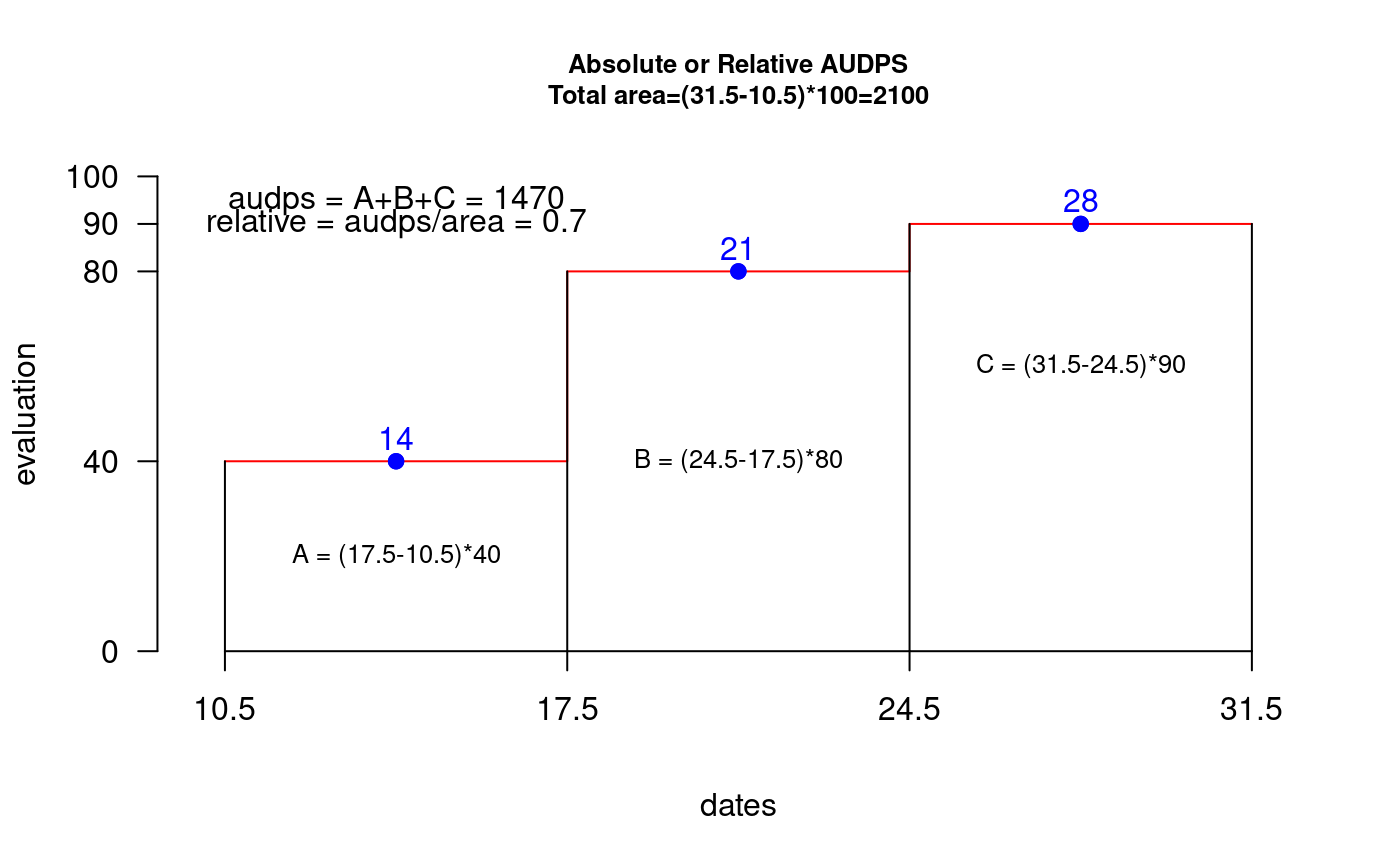 Absolute or Relative AUDPS
Total area=(31.5-10.5)*100=2100
100
audps = A+B+C = 1470
28
relative = audps/area = 0.7
90
21
80
C = (31.5-24.5)*90
evaluation
14
40
B = (24.5-17.5)*80
A = (17.5-10.5)*40
0
10.5
17.5
24.5
31.5
dates